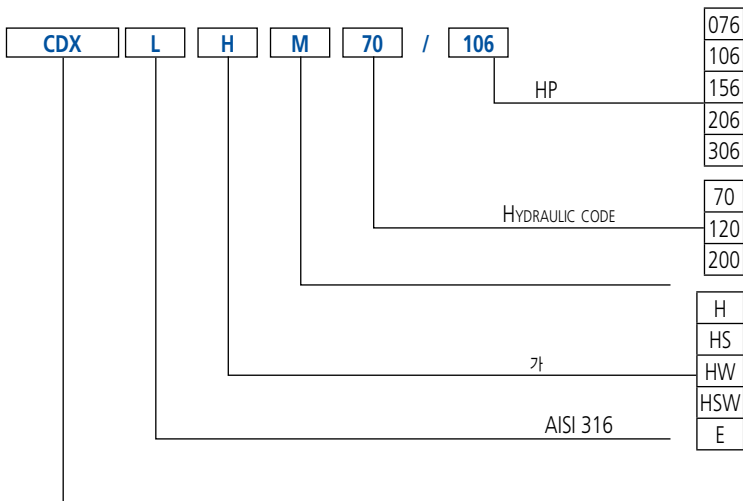 CDX L H M 70 / 106
HP
076
106
156
206
306
HYDRAULIC CODE
70
120
200
가
H
HS
HW
HSW
E
AISI 316